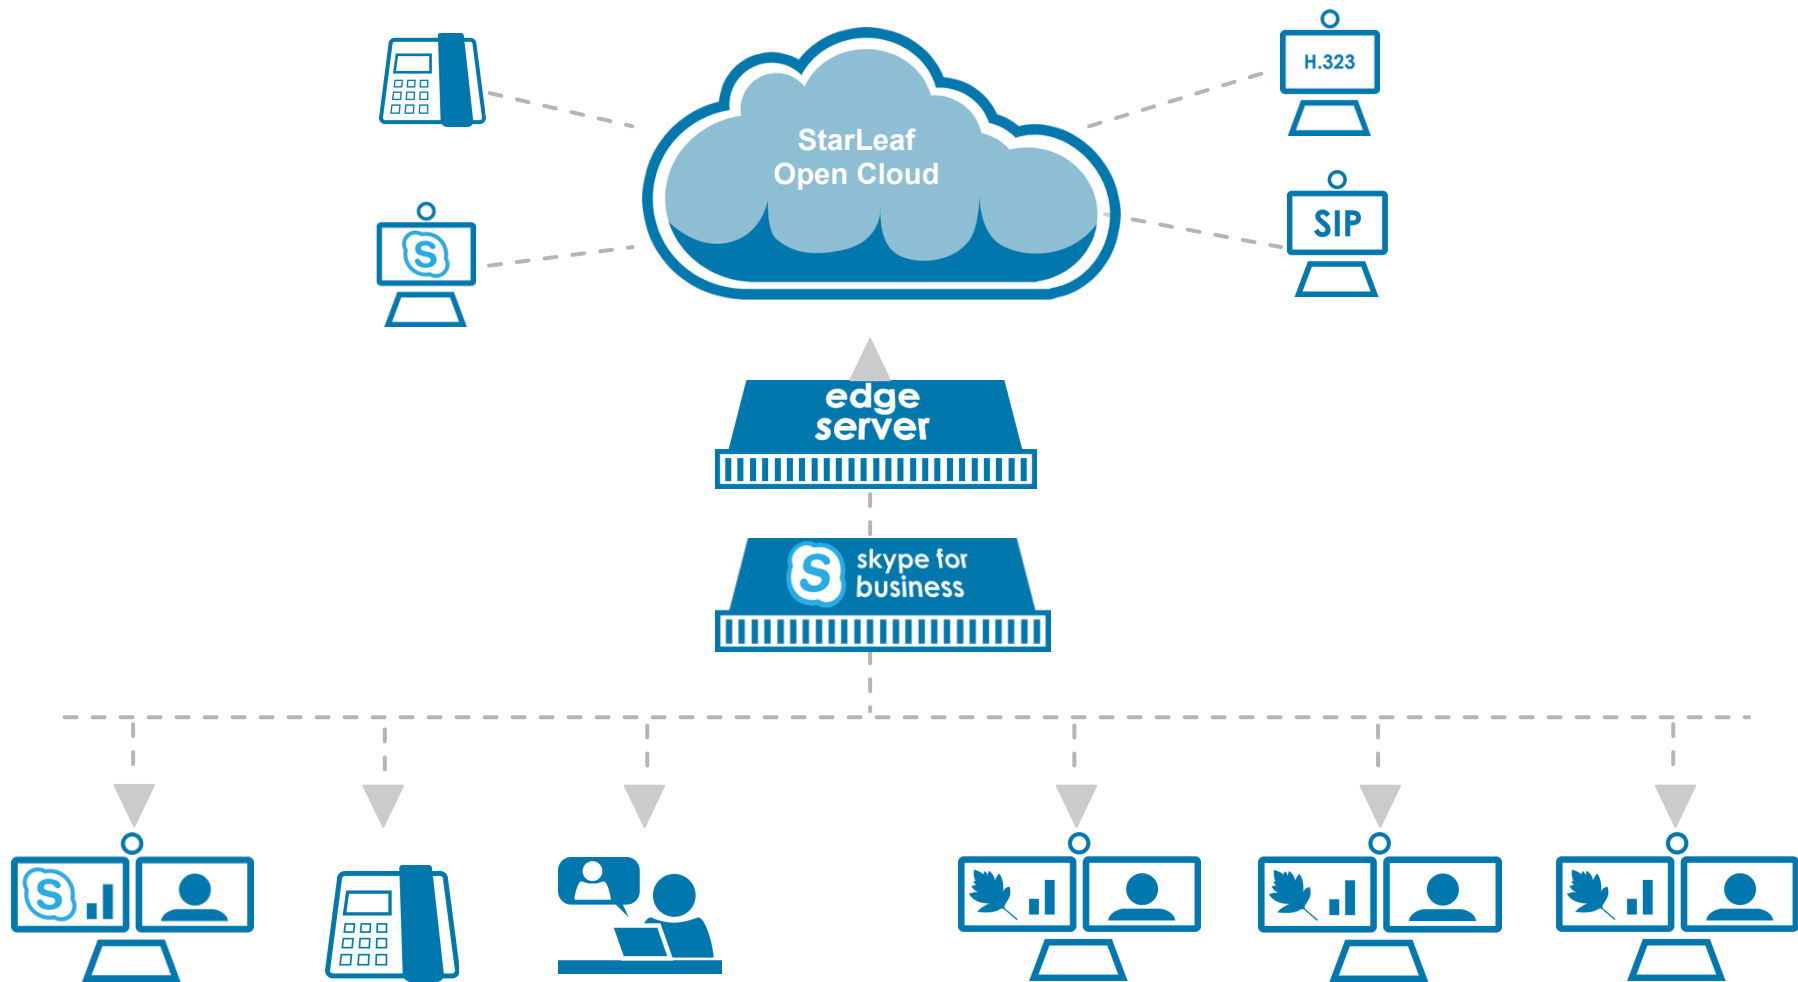 H.323
StarLeaf
Open Cloud
SIP
S
edge
server
S
skype for
business
S